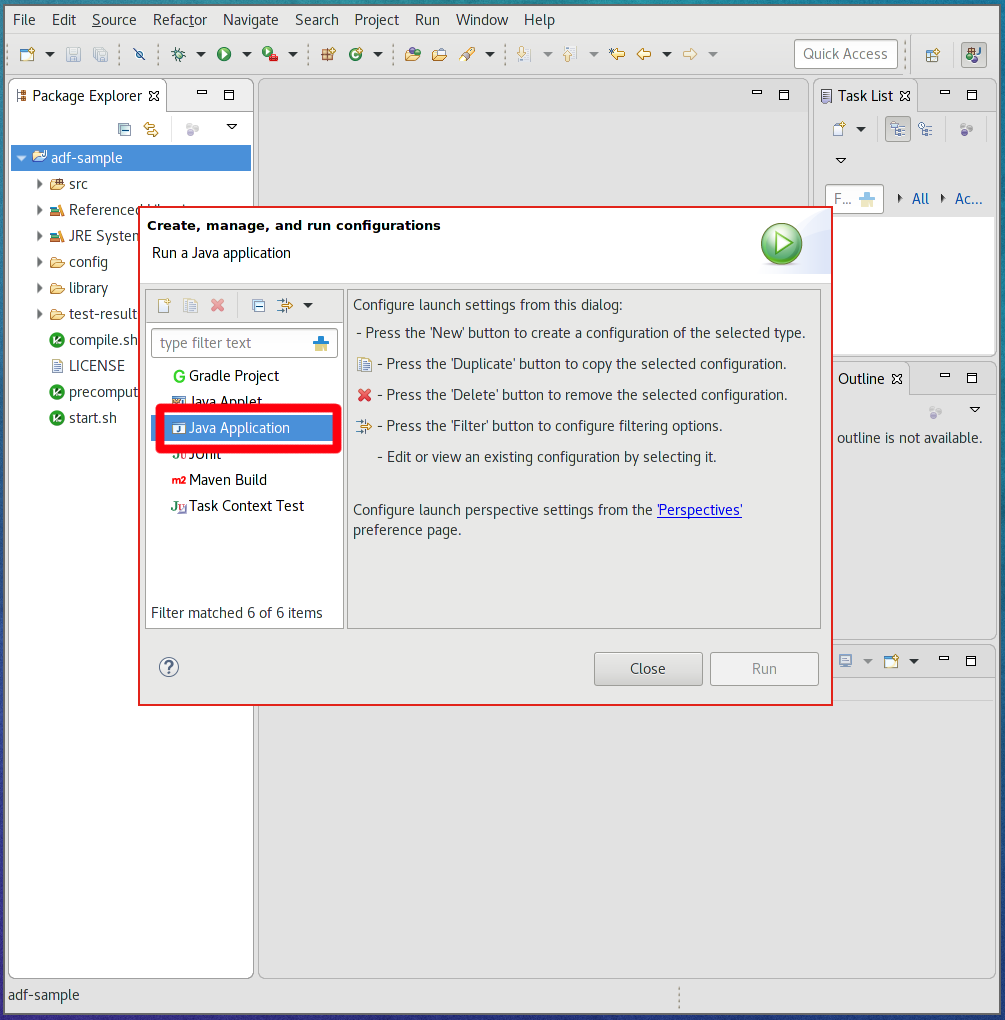 File Edit Source Refactor Navigate Search Project Run Window Help
Quick Access
Package Explorer
adf-sample
src
Referenced
JRE System
config
library
test-result
compile.sh
LICENSE
precomput
start.sh
Create, manage, and run configurations
Run a Java application
type filter text
Gradle Project
Java Applet
Java Application
JUnit
m2 Maven Build
Task Context Test
Filter matched 6 of 6 items
Configure launch settings from this dialog:
- Press the 'New' button to create a configuration of the selected type.
- Press the 'Duplicate' button to copy the selected configuration.
- Press the 'Delete' button to remove the selected configuration.
- Press the 'Filter' button to configure filtering options.
- Edit or view an existing configuration by selecting it.
Configure launch perspective settings from the 'Perspectives'
preference page.
Close Run
Task List
F... All Ac...
Outline
outline is not available.
adf-sample